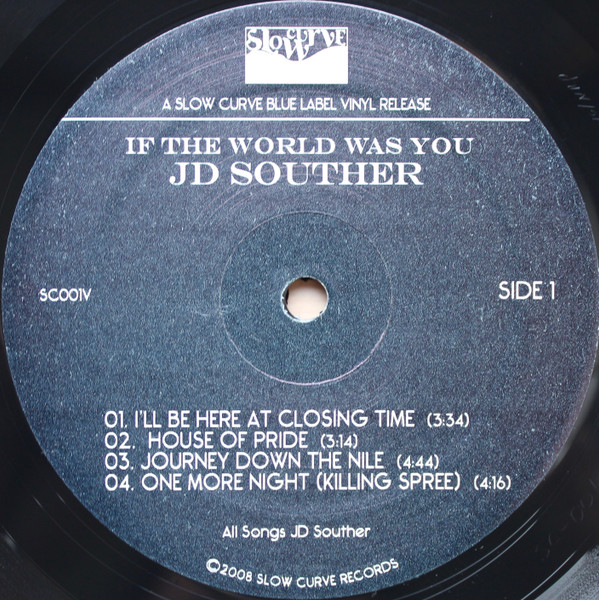 SLOW CURVE
A SLOW CURVE BLUE LABEL VINYL RELEASE
IF THE WORLD WAS YOU
JD SOUTHER
SC001V
SIDE 1
01. I'LL BE HERE AT CLOSING TIME (3:34)
02. HOUSE OF PRIDE (3:14)
03. JOURNEY DOWN THE NILE (4:44)
04. ONE MORE NIGHT (KILLING SPREE) (4:16)
All Songs JD Souther
©2008 SLOW CURVE RECORDS